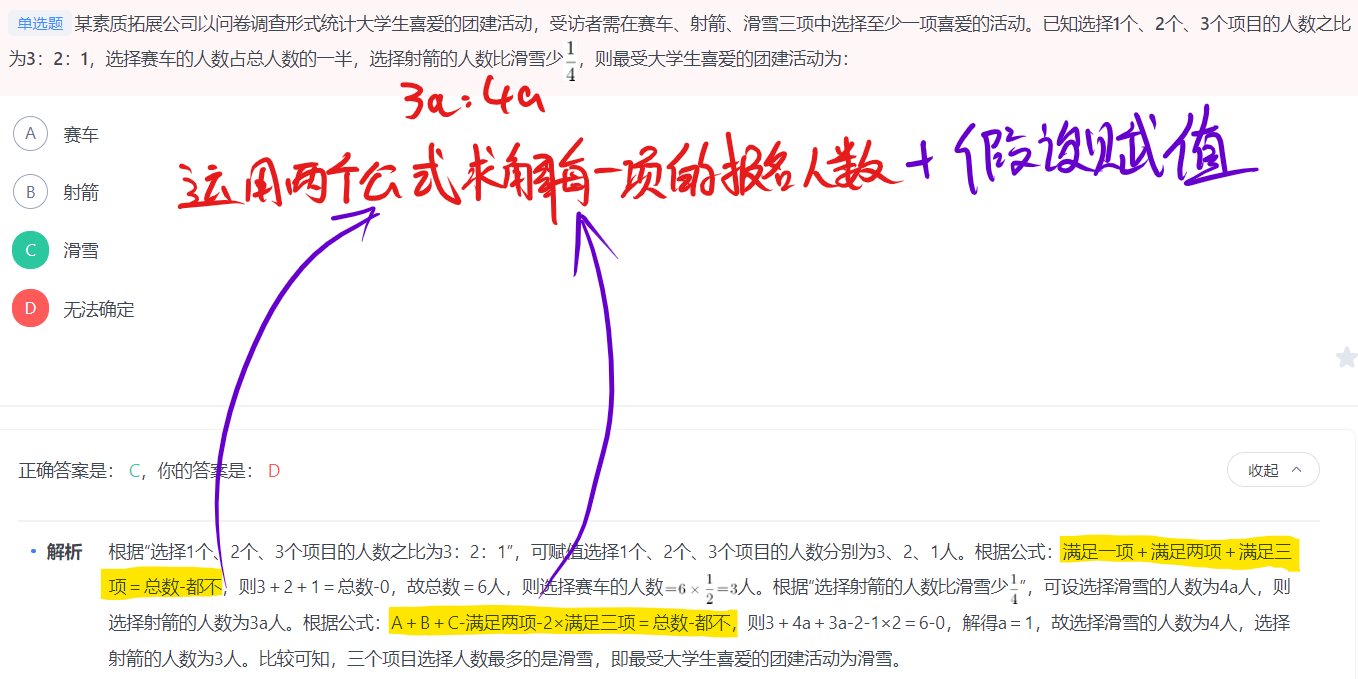 单选题 某素质拓展公司以问卷调查形式统计大学生喜爱的团建活动，受访者需在赛车、射箭、滑雪三项中选择至少一项喜爱的活动。已知选择1个、2个、3个项目的人数之比
为3：2：1，选择赛车的人数占总人数的一半，选择射箭的人数比滑雪少1/4，则最受大学生喜爱的团建活动为：
3a：4a
运用两个公式求解每一项的报名人数+假设赋值
A 赛车
B 射箭
C 滑雪
D 无法确定
正确答案是： C，你的答案是： D
收起
解析 根据“选择1个、2个、3个项目的人数之比为3：2：1”，可赋值选择1个、2个、3个项目的人数分别为3、2、1人。根据公式：满足一项＋满足两项＋满足三
项＝总数-都不，则3＋2＋1＝总数-0，故总数＝6人，则选择赛车的人数=6×1/2=3人。根据“选择射箭的人数比滑雪少1/4”，可设选择滑雪的人数为4a人，则
选择射箭的人数为3a人。根据公式：A＋B＋C-满足两项-2×满足三项＝总数-都不，则3＋4a＋3a-2-1×2＝6-0，解得a＝1，故选择滑雪的人数为4人，选择
射箭的人数为3人。比较可知，三个项目选择人数最多的是滑雪，即最受大学生喜爱的团建活动为滑雪。